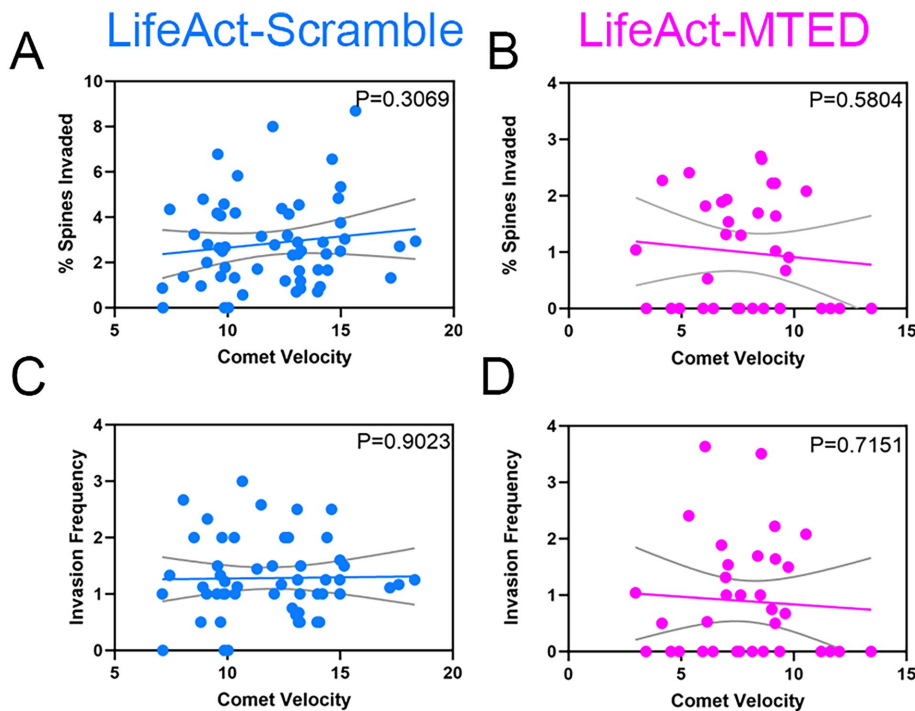 LifeAct-Scramble
LifeAct-MTED
A
P=0.3069
% Spines Invaded
10
8
6
4
2
0
5
10
15
20
Comet Velocity
B
P=0.5804
% Spines Invaded
4
3
2
1
0
0
5
10
15
Comet Velocity
C
P=0.9023
Invasion Frequency
4
3
2
1
0
5
10
15
20
Comet Velocity
D
P=0.7151
Invasion Frequency
4
3
2
1
0
0
5
10
15
Comet Velocity